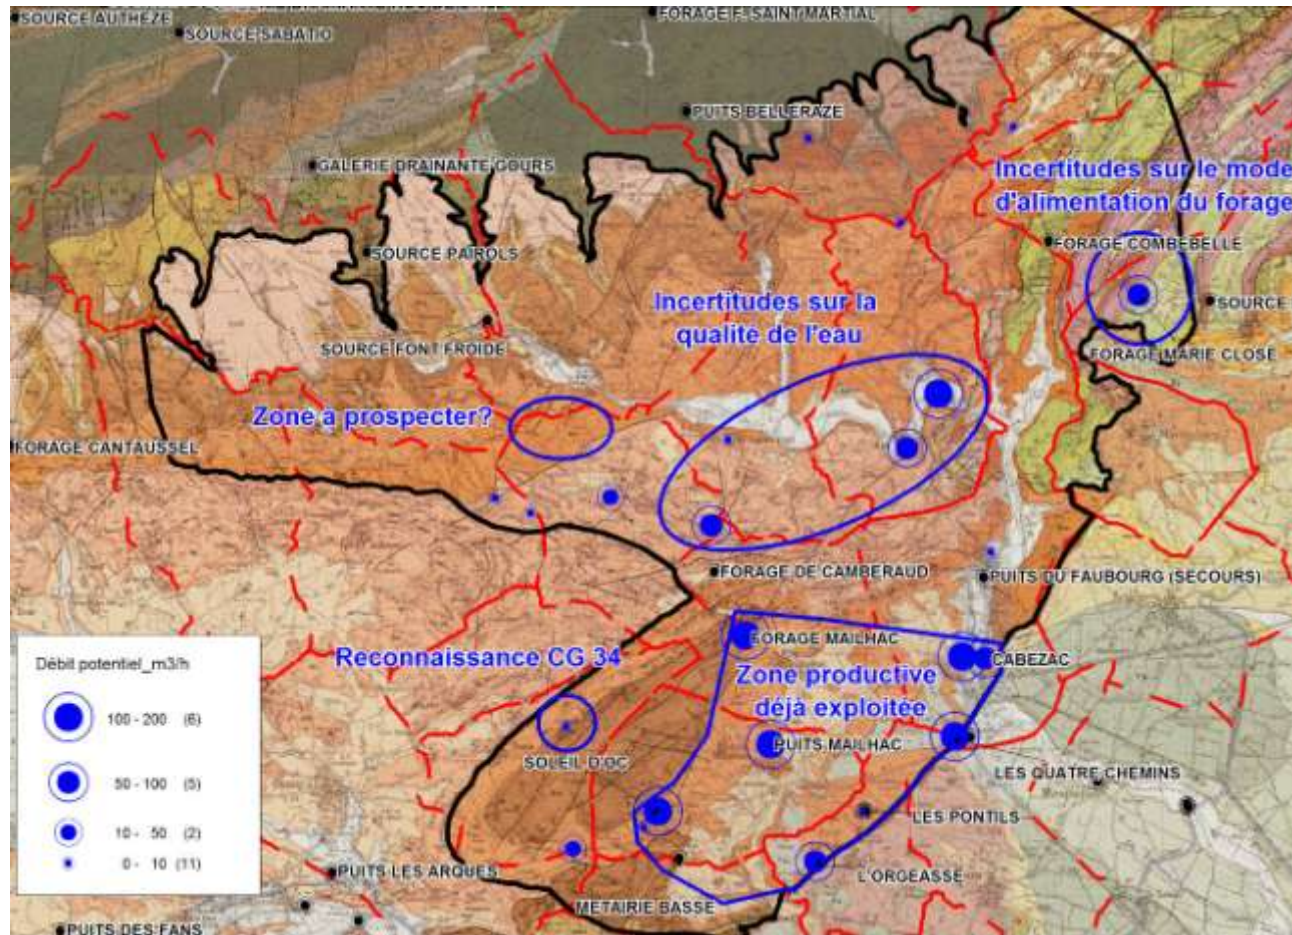 SOURCE AUTHEZE
SOURCE SABATIO
FORAGE F. SAINT MARTIAL
PUITS BELLERAZE
GALERIE DRAINANTE GOURS
Incertitudes sur le mode
d'alimentation du forage
SOURCE PAIROLS
FORAGE COMBEBELLE
SOURCE
Incertitudes sur la
qualité de l'eau
SOURCE FONT FROIDE
FORAGE MARIE CLOSE
Zone a prospecter?
FORAGE CANTAUSSEL
FORAGE DE CAMBERAUD
PUITS DU FAUBOURG (SECOURS)
FORAGE MAILHAC
Reconnaissance CG 34
CABEZAC
Zone productive
déjà exploitée
PUITS MAILHAC
SOLEIL D'OC
LES QUATRE CHEMINS
LES PONTILS
PUITS LES ARQUES
L'ORGEASSE
METAIRIE BASSE
PUITS DES FANS
Débit potentiel_m3/h
100 - 200 (6)
50 - 100 (5)
10 - 50 (2)
0 - 10 (11)